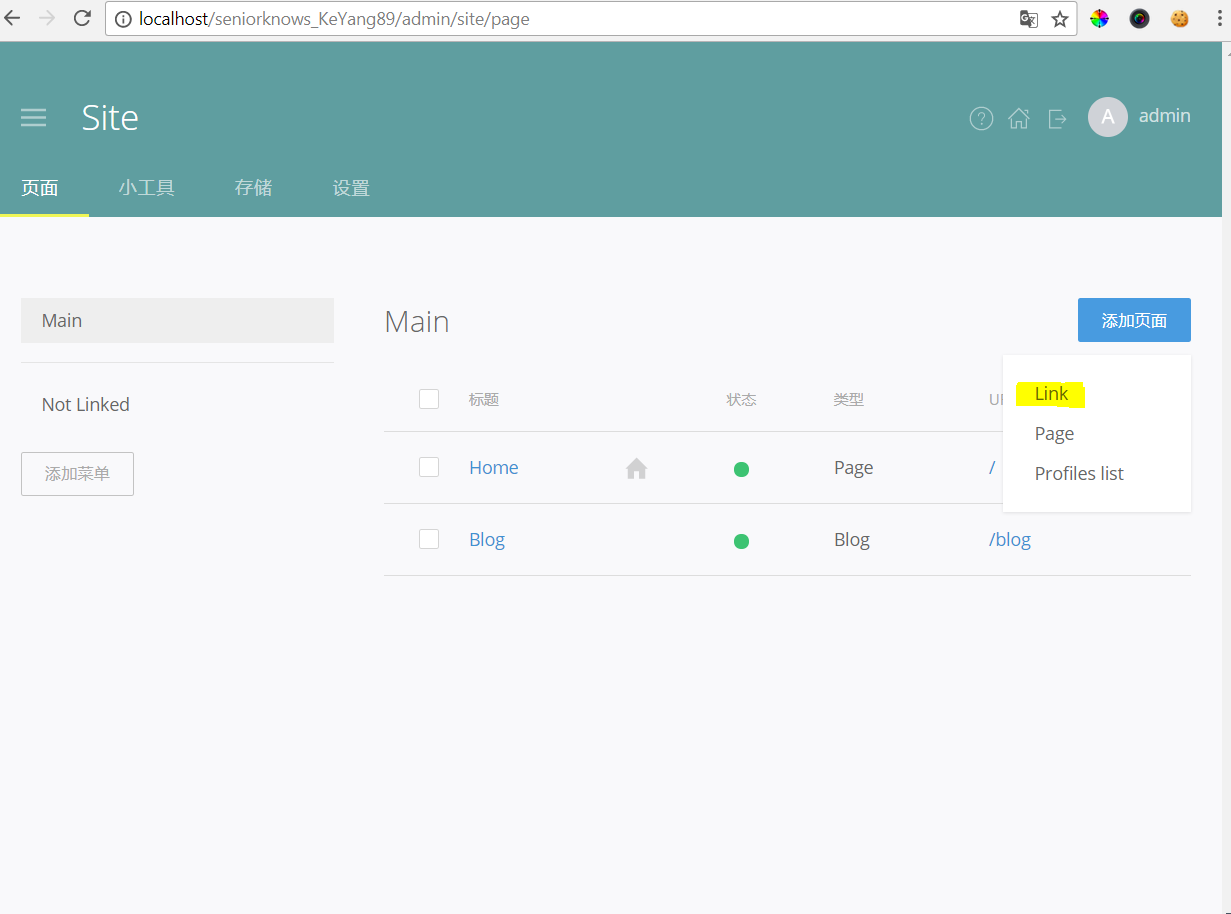 localhost/seniorknows_KeYang89/admin/site/page
Site
A
admin
页面
小工具
存储
设置
Main
Not Linked
添加菜单
Main
添加页面
Link
Page
Profiles list
标题
状态
类型
Home
Page
/
Blog
Blog
/blog